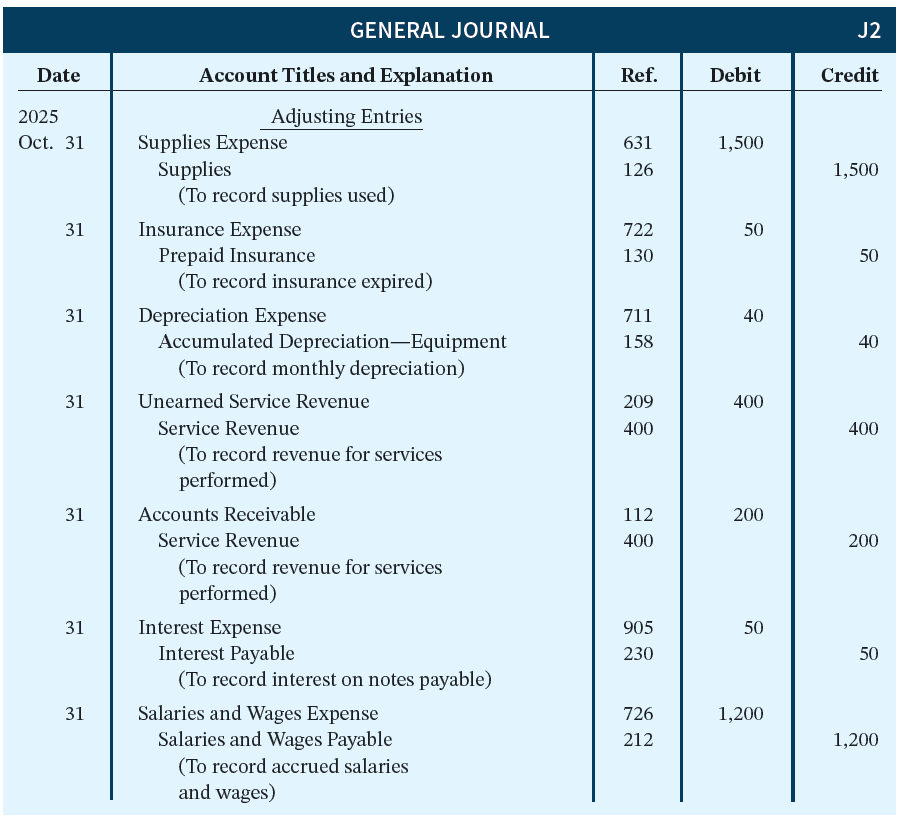 GENERAL JOURNAL J2
Date Account Titles and Explanation Ref. Debit Credit
2025 Adjusting Entries
Oct. 31 Supplies Expense 631 1,500
Supplies 126 1,500
(To record supplies used)
31 Insurance Expense 722 50
Prepaid Insurance 130 50
(To record insurance expired)
31 Depreciation Expense 711 40
Accumulated Depreciation—Equipment 158 40
(To record monthly depreciation)
31 Unearned Service Revenue 209 400
Service Revenue 400 400
(To record revenue for services
performed)
31 Accounts Receivable 112 200
Service Revenue 400 200
(To record revenue for services
performed)
31 Interest Expense 905 50
Interest Payable 230 50
(To record interest on notes payable)
31 Salaries and Wages Expense 726 1,200
Salaries and Wages Payable 212 1,200
(To record accrued salaries
and wages)